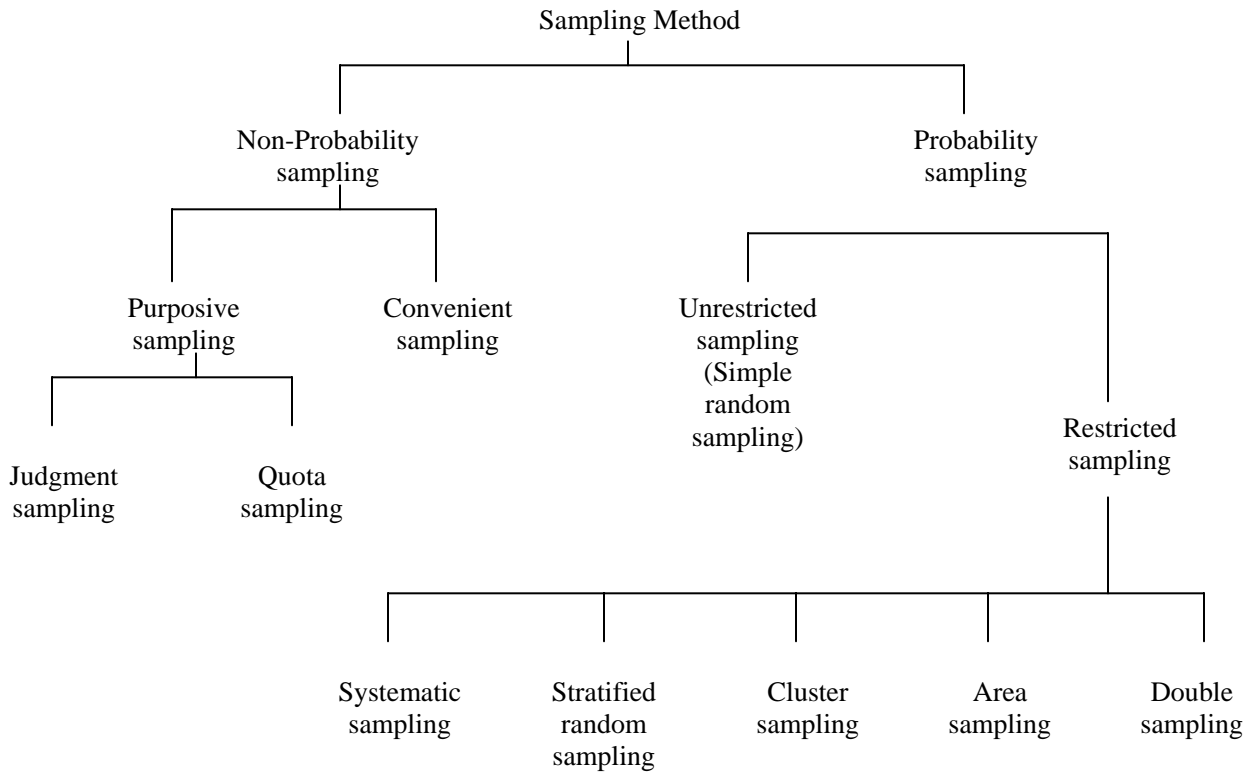 Sampling Method
Non-Probability
sampling
Probability
sampling
Purposive
sampling
Convenient
sampling
Unrestricted
sampling
(Simple
random
sampling)
Restricted
sampling
Judgment
sampling
Quota
sampling
Systematic
sampling
Stratified
random
sampling
Cluster
sampling
Area
sampling
Double
sampling